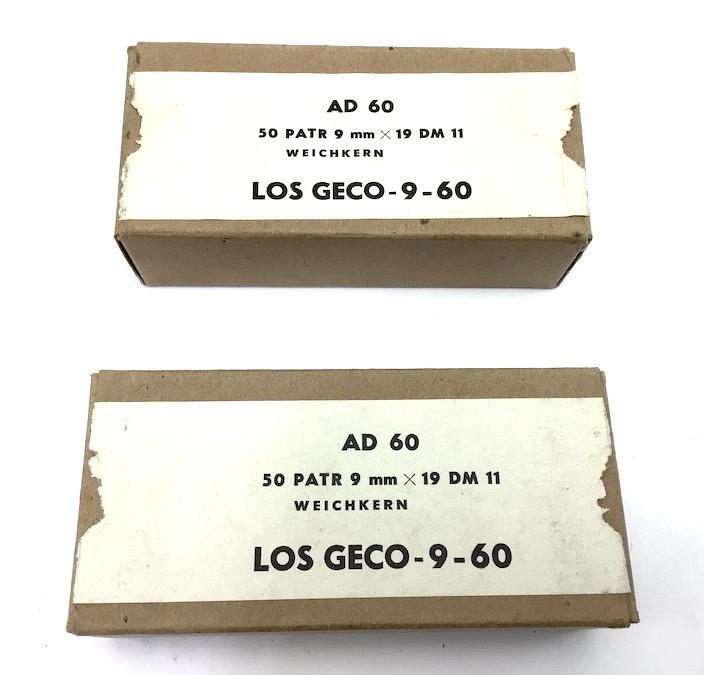 AD 60
50 PATR 9 mm × 19 DM 11
WEICHKERN
LOS GECO-9-60
AD 60
50 PATR 9 mm × 19 DM 11
WEICHKERN
LOS GECO-9-60